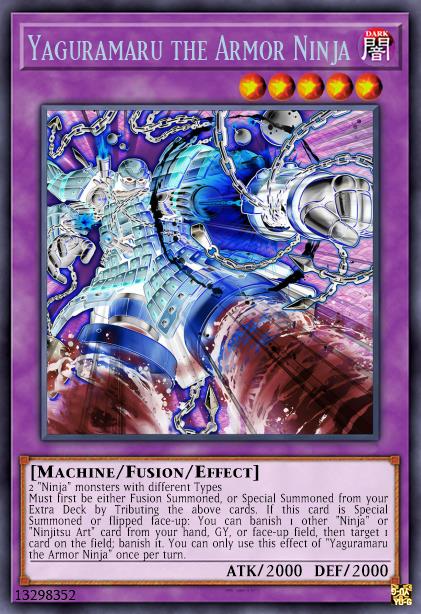 YAGURAMARU THE ARMOR NINJA
DARK
闇
[MACHINE/FUSION/EFFECT]
2 "Ninja" monsters with different Types
Must first be either Fusion Summoned, or Special Summoned from your
Extra Deck by Tributing the above cards. If this card is Special
Summoned or flipped face-up: You can banish 1 other "Ninja" or
"Ninjitsu Art" card from your hand, GY, or face-up field, then target 1
card on the field; banish it. You can only use this effect of "Yaguramaru
the Armor Ninja" once per turn.
ATK/2000 DEF/2000
13298352